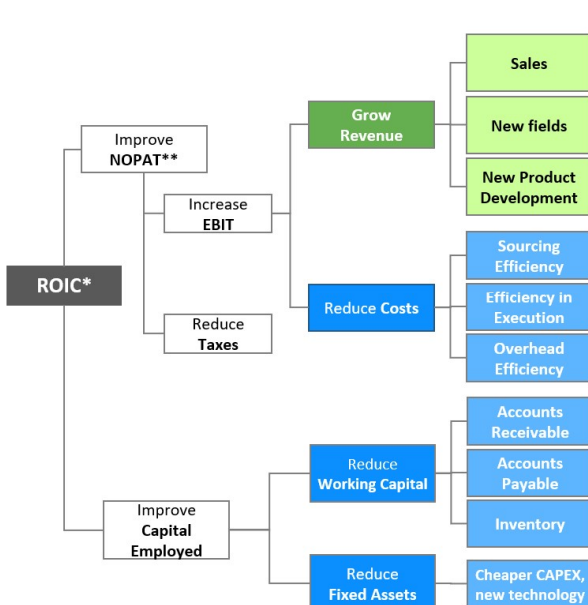 Sales
Grow
Revenue
New fields
Improve
NOPAT**
New Product
Development
Increase
EBIT
Sourcing
Efficiency
ROIC*
Reduce Costs
Efficiency in
Execution
Reduce
Taxes
Overhead
Efficiency
Accounts
Receivable
Reduce
Working Capital
Accounts
Payable
Improve
Capital
Employed
Inventory
Reduce
Fixed Assets
Cheaper CAPEX,
new technology